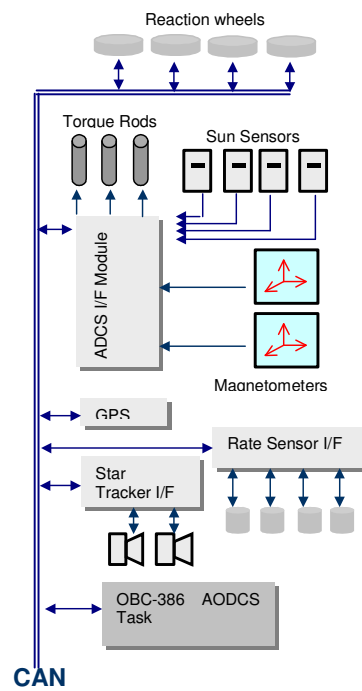 Reaction wheels
Torque Rods
Sun Sensors
ADCS I/F Module
Magnetometers
GPS
Rate Sensor I/F
Star
Tracker I/F
OBC-386 AODCS
Task
CAN